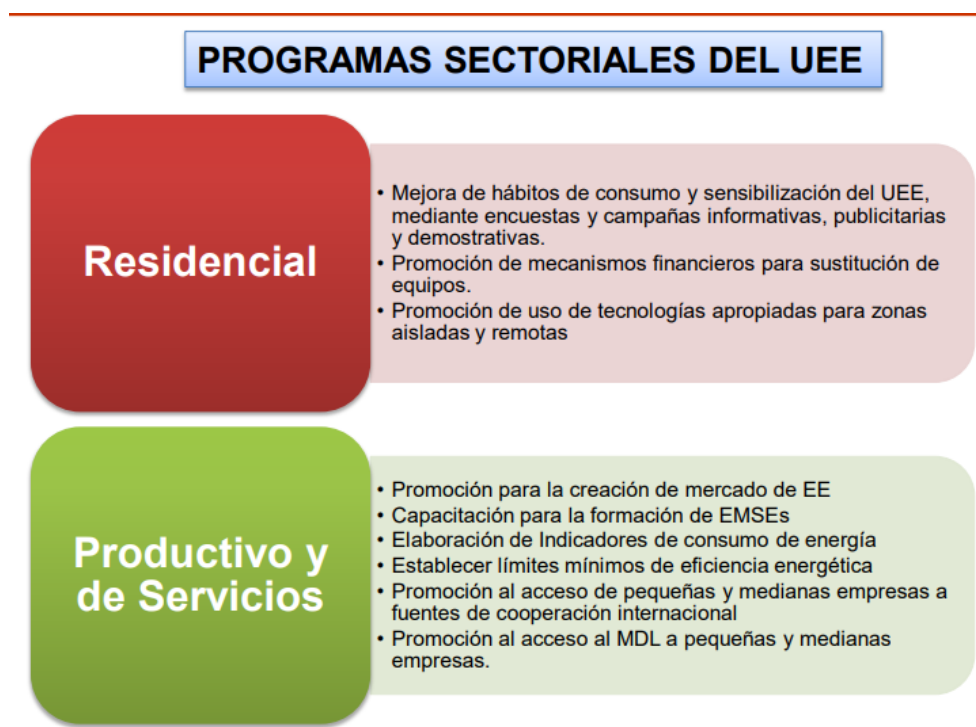 PROGRAMAS SECTORIALES DEL UEE
Residencial
• Mejora de hábitos de consumo y sensibilización del UEE,
mediante encuestas y campañas informativas, publicitarias
y demostrativas.
• Promoción de mecanismos financieros para sustitución de
equipos.
• Promoción de uso de tecnologías apropiadas para zonas
aisladas y remotas
Productivo y
de Servicios
• Promoción para la creación de mercado de EE
• Capacitación para la formación de EMSEs
• Elaboración de Indicadores de consumo de energía
• Establecer límites mínimos de eficiencia energética
• Promoción al acceso de pequeñas y medianas empresas a
fuentes de cooperación internacional
• Promoción al acceso al MDL a pequeñas y medianas
empresas.